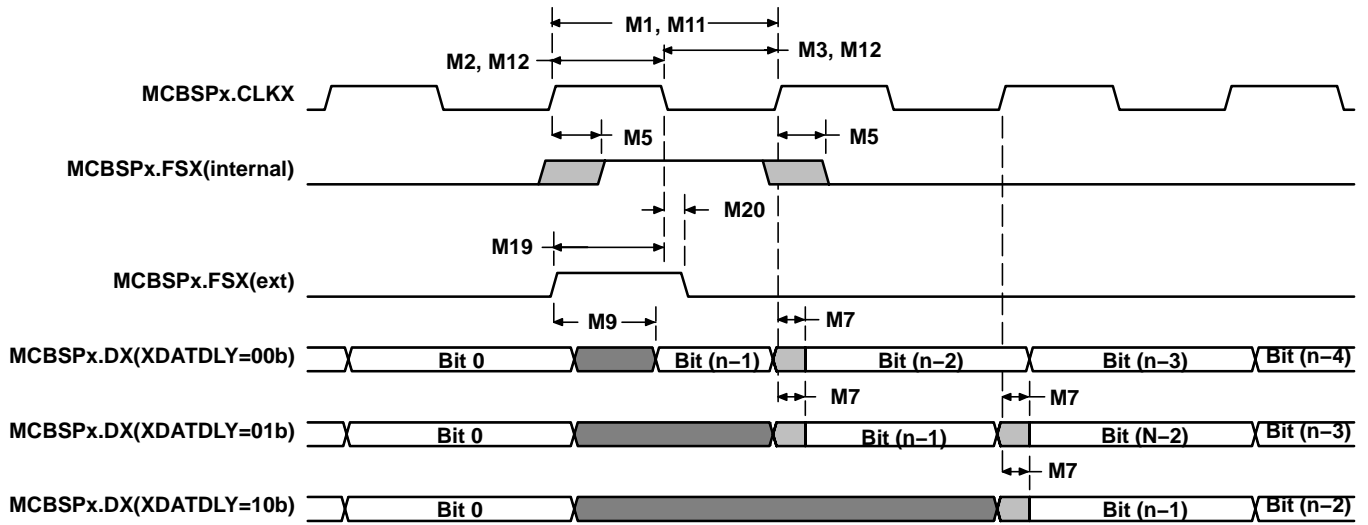 M1, M11
M2, M12
M3, M12
MCBSPx.CLKX
M5
M5
MCBSPx.FSX(internal)
M20
M19
MCBSPx.FSX(ext)
M9
M7
MCBSPx.DX(XDATDLY=00b)
Bit 0
Bit (n−1)
Bit (n−2)
Bit (n−3)
Bit (n−4)
M7
M7
MCBSPx.DX(XDATDLY=01b)
Bit 0
Bit (n−1)
Bit (N−2)
Bit (n−3)
M7
MCBSPx.DX(XDATDLY=10b)
Bit 0
Bit (n−1)
Bit (n−2)